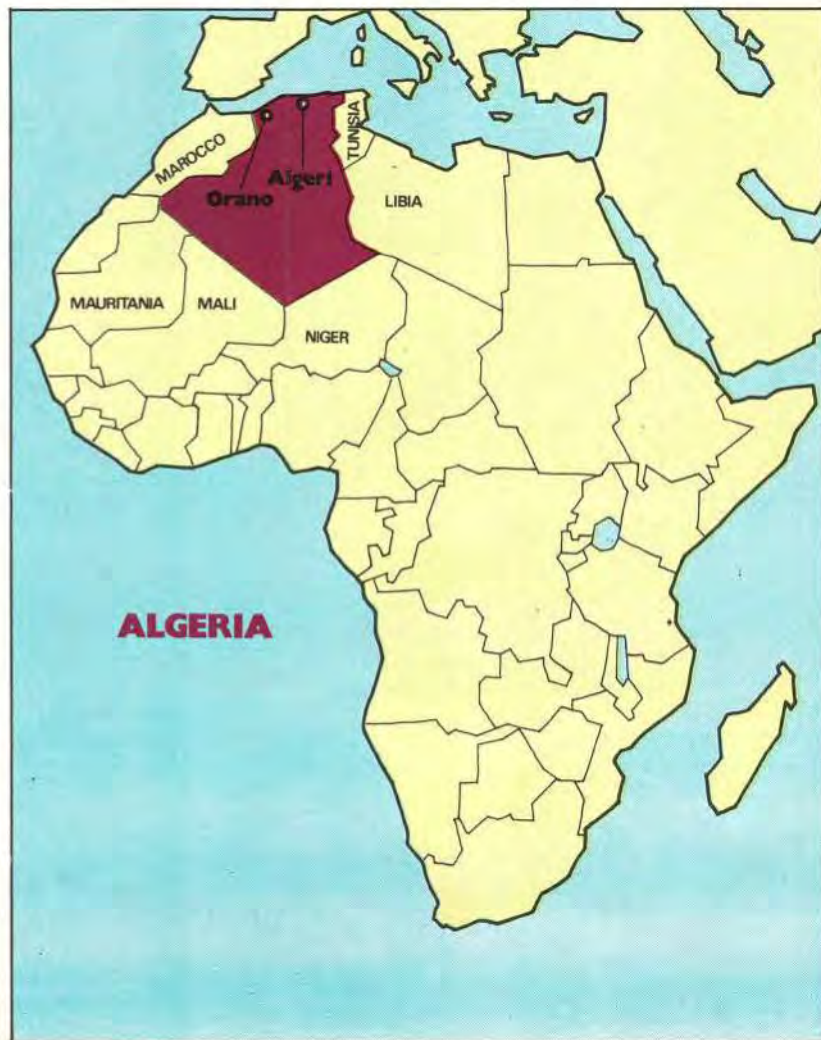 MAROCCO
TUNISIA
Algeri
Orano
LIBIA
MAURITANIA
MALI
NIGER
ALGERIA